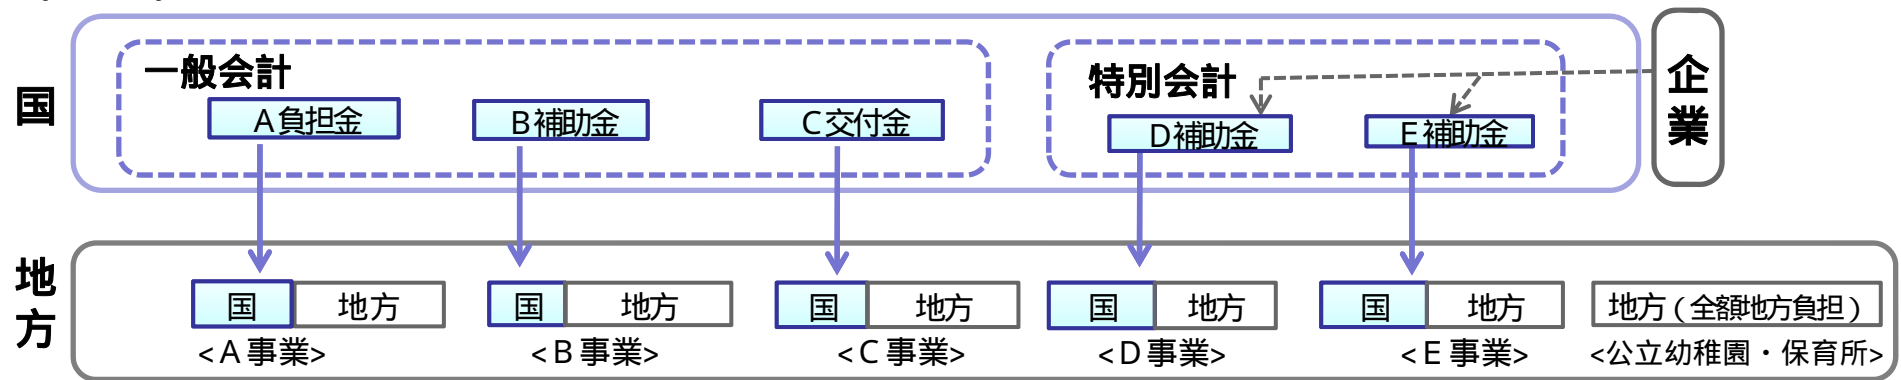 国
一般会計
A負担金
B補助金
C交付金
特別会計
D補助金
E補助金
企業
地方
国 地方
<A事業>
国 地方
<B事業>
国 地方
<C事業>
国 地方
<D事業>
国 地方
<E事業>
地方（全額地方負担）
<公立幼稚園・保育所>